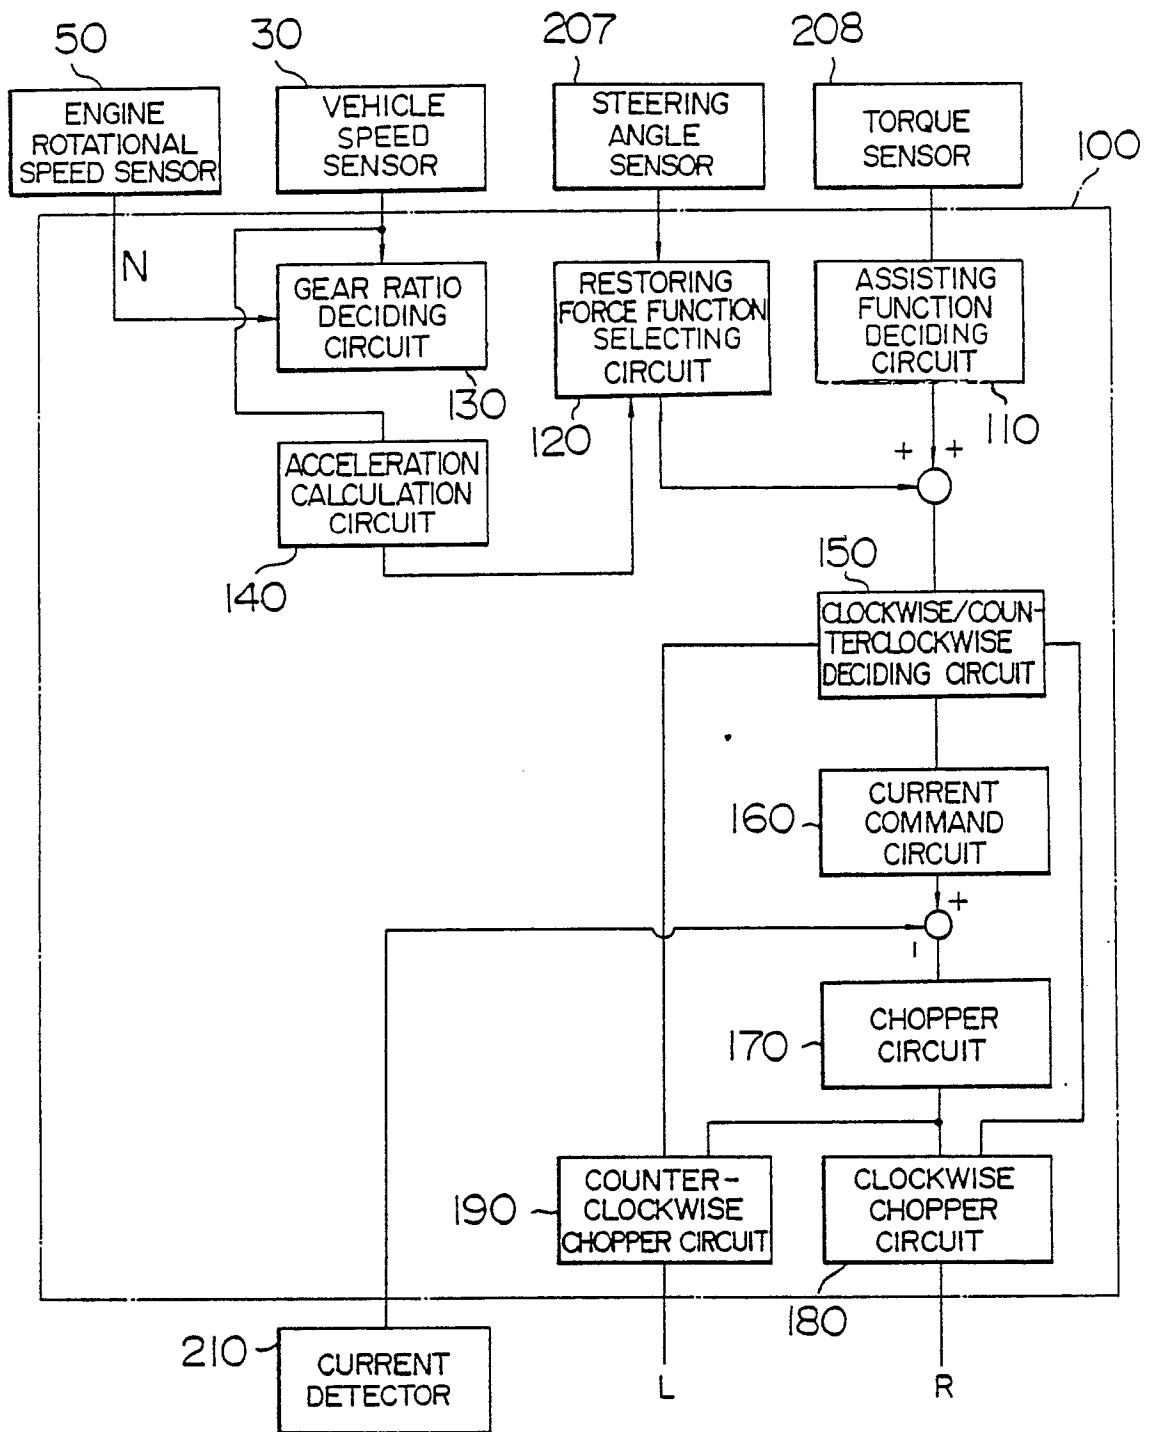 50
30
207
208
ENGINE
ROTATIONAL
SPEED SENSOR
VEHICLE
SPEED
SENSOR
STEERING
ANGLE
SENSOR
TORQUE
SENSOR
100
N
GEAR RATIO
DECIDING
CIRCUIT
130
RESTORING
FORCE FUNCTION
SELECTING
CIRCUIT
120
ASSISTING
FUNCTION
DECIDING
CIRCUIT
110
+ +
ACCELERATION
CALCULATION
CIRCUIT
140
150
CLOCKWISE/COUN-
TERCLOCKWISE
DECIDING CIRCUIT
160
CURRENT
COMMAND
CIRCUIT
+
-
170
CHOPPER
CIRCUIT
190
COUNTER-
CLOCKWISE
CHOPPER CIRCUIT
CLOCKWISE
CHOPPER
CIRCUIT
180
210
CURRENT
DETECTOR
L
R